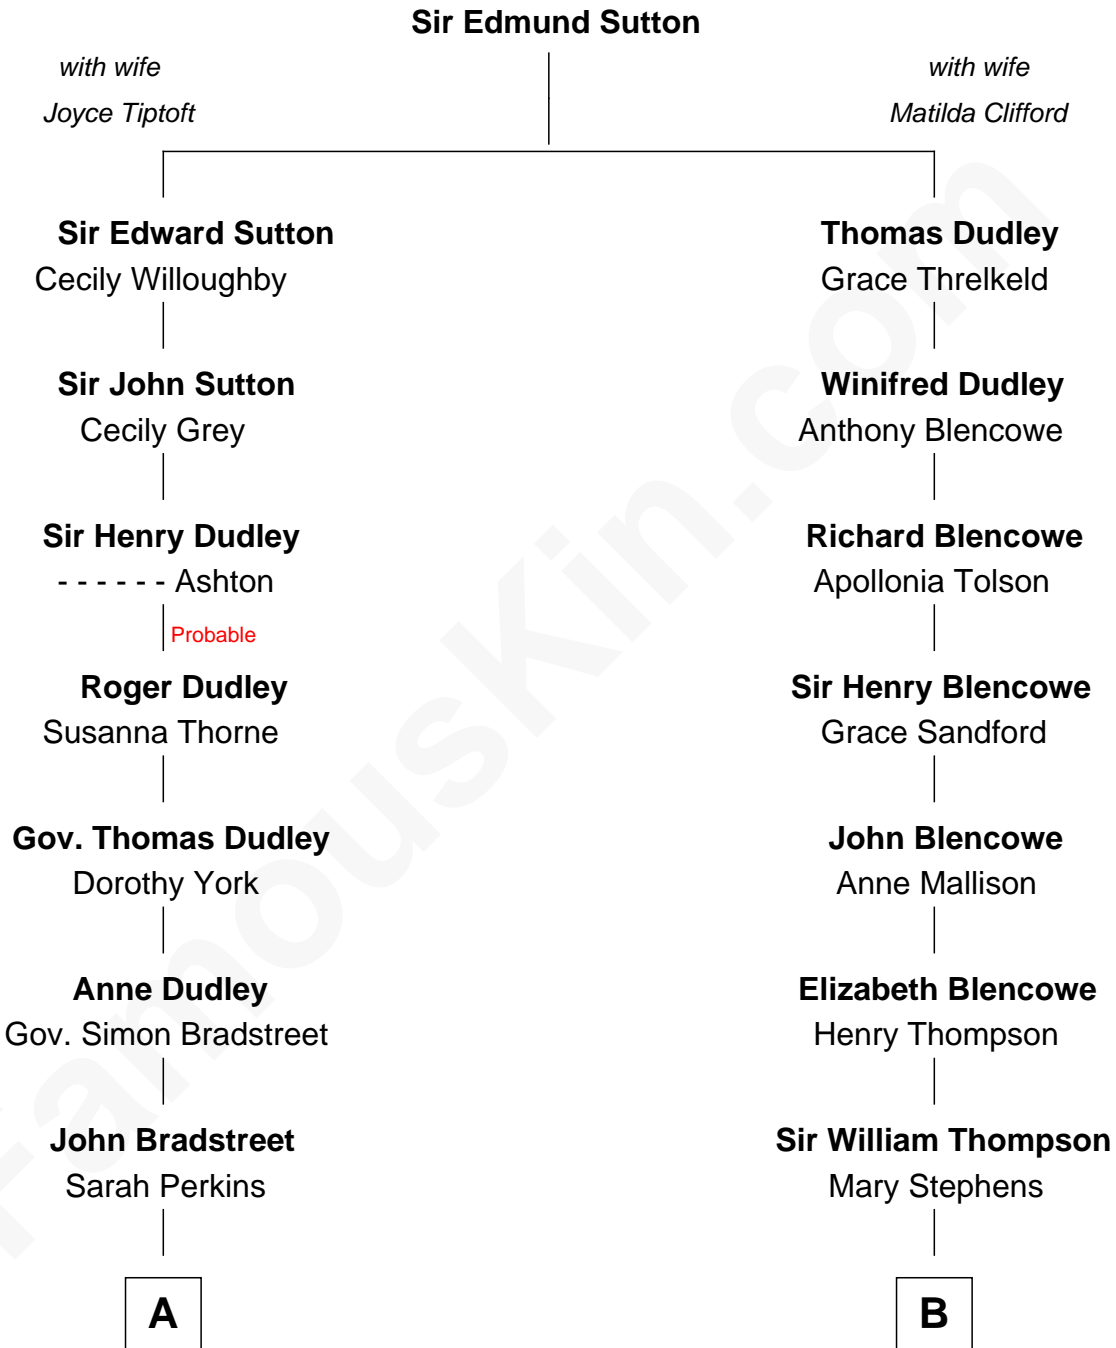 Sir Edmund Sutton
with wife
Joyce Tiptoft
with wife
Matilda Clifford
Sir Edward Sutton
Cecily Willoughby
Sir John Sutton
Cecily Grey
Sir Henry Dudley
- - - - - - Ashton
Probable
Roger Dudley
Susanna Thorne
Gov. Thomas Dudley
Dorothy York
Anne Dudley
Gov. Simon Bradstreet
John Bradstreet
Sarah Perkins
A
Thomas Dudley
Grace Threlkeld
Winifred Dudley
Anthony Blencowe
Richard Blencowe
Apollonia Tolson
Sir Henry Blencowe
Grace Sandford
John Blencowe
Anne Mallison
Elizabeth Blencowe
Henry Thompson
Sir William Thompson
Mary Stephens
B
FamousKin.com